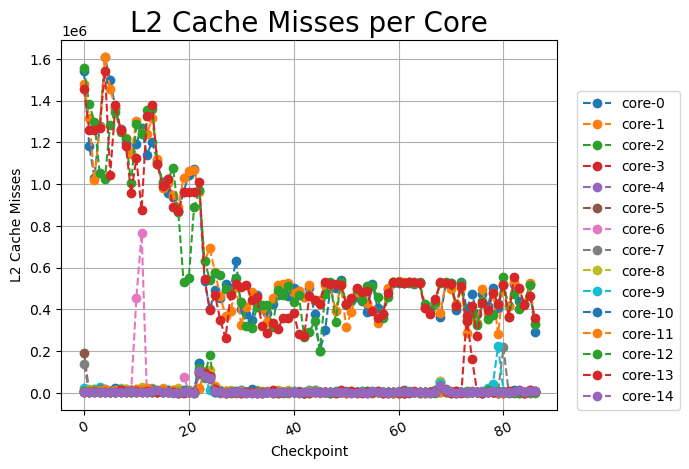 L2 Cache Misses per Core
1e6
1.6
1.4
1.2
1.0
0.8
0.6
0.4
0.2
0.0
L2 Cache Misses
0
20
40
60
80
Checkpoint
core-0
core-1
core-2
core-3
core-4
core-5
core-6
core-7
core-8
core-9
core-10
core-11
core-12
core-13
core-14